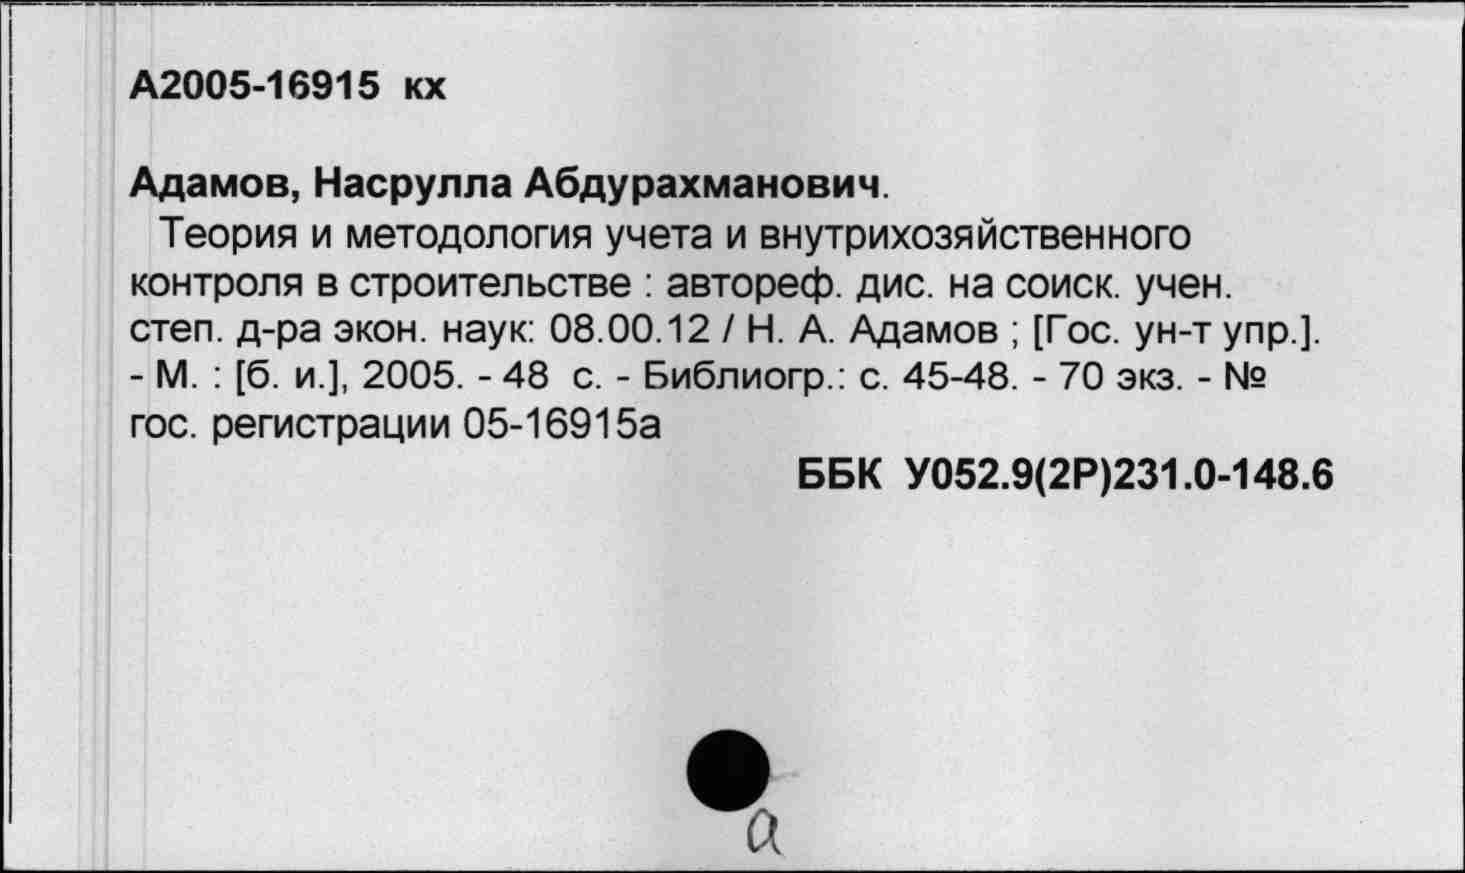 А2005-16915 кх
Адамов, Насрулла Абдурахманович.
Теория и методология учета и внутрихозяйственного
контроля в строительстве : автореф. дис. на соиск. учен.
степ. д-ра экон. наук: 08.00.12 / Н. А. Адамов ; [Гос. ун-т упр.].
- М. : [б. и.], 2005. - 48 с. - Библиогр.: с. 45-48. - 70 экз. - №
гос. регистрации 05-16915а
ББК У052.9(2Р)231.0-148.6
а